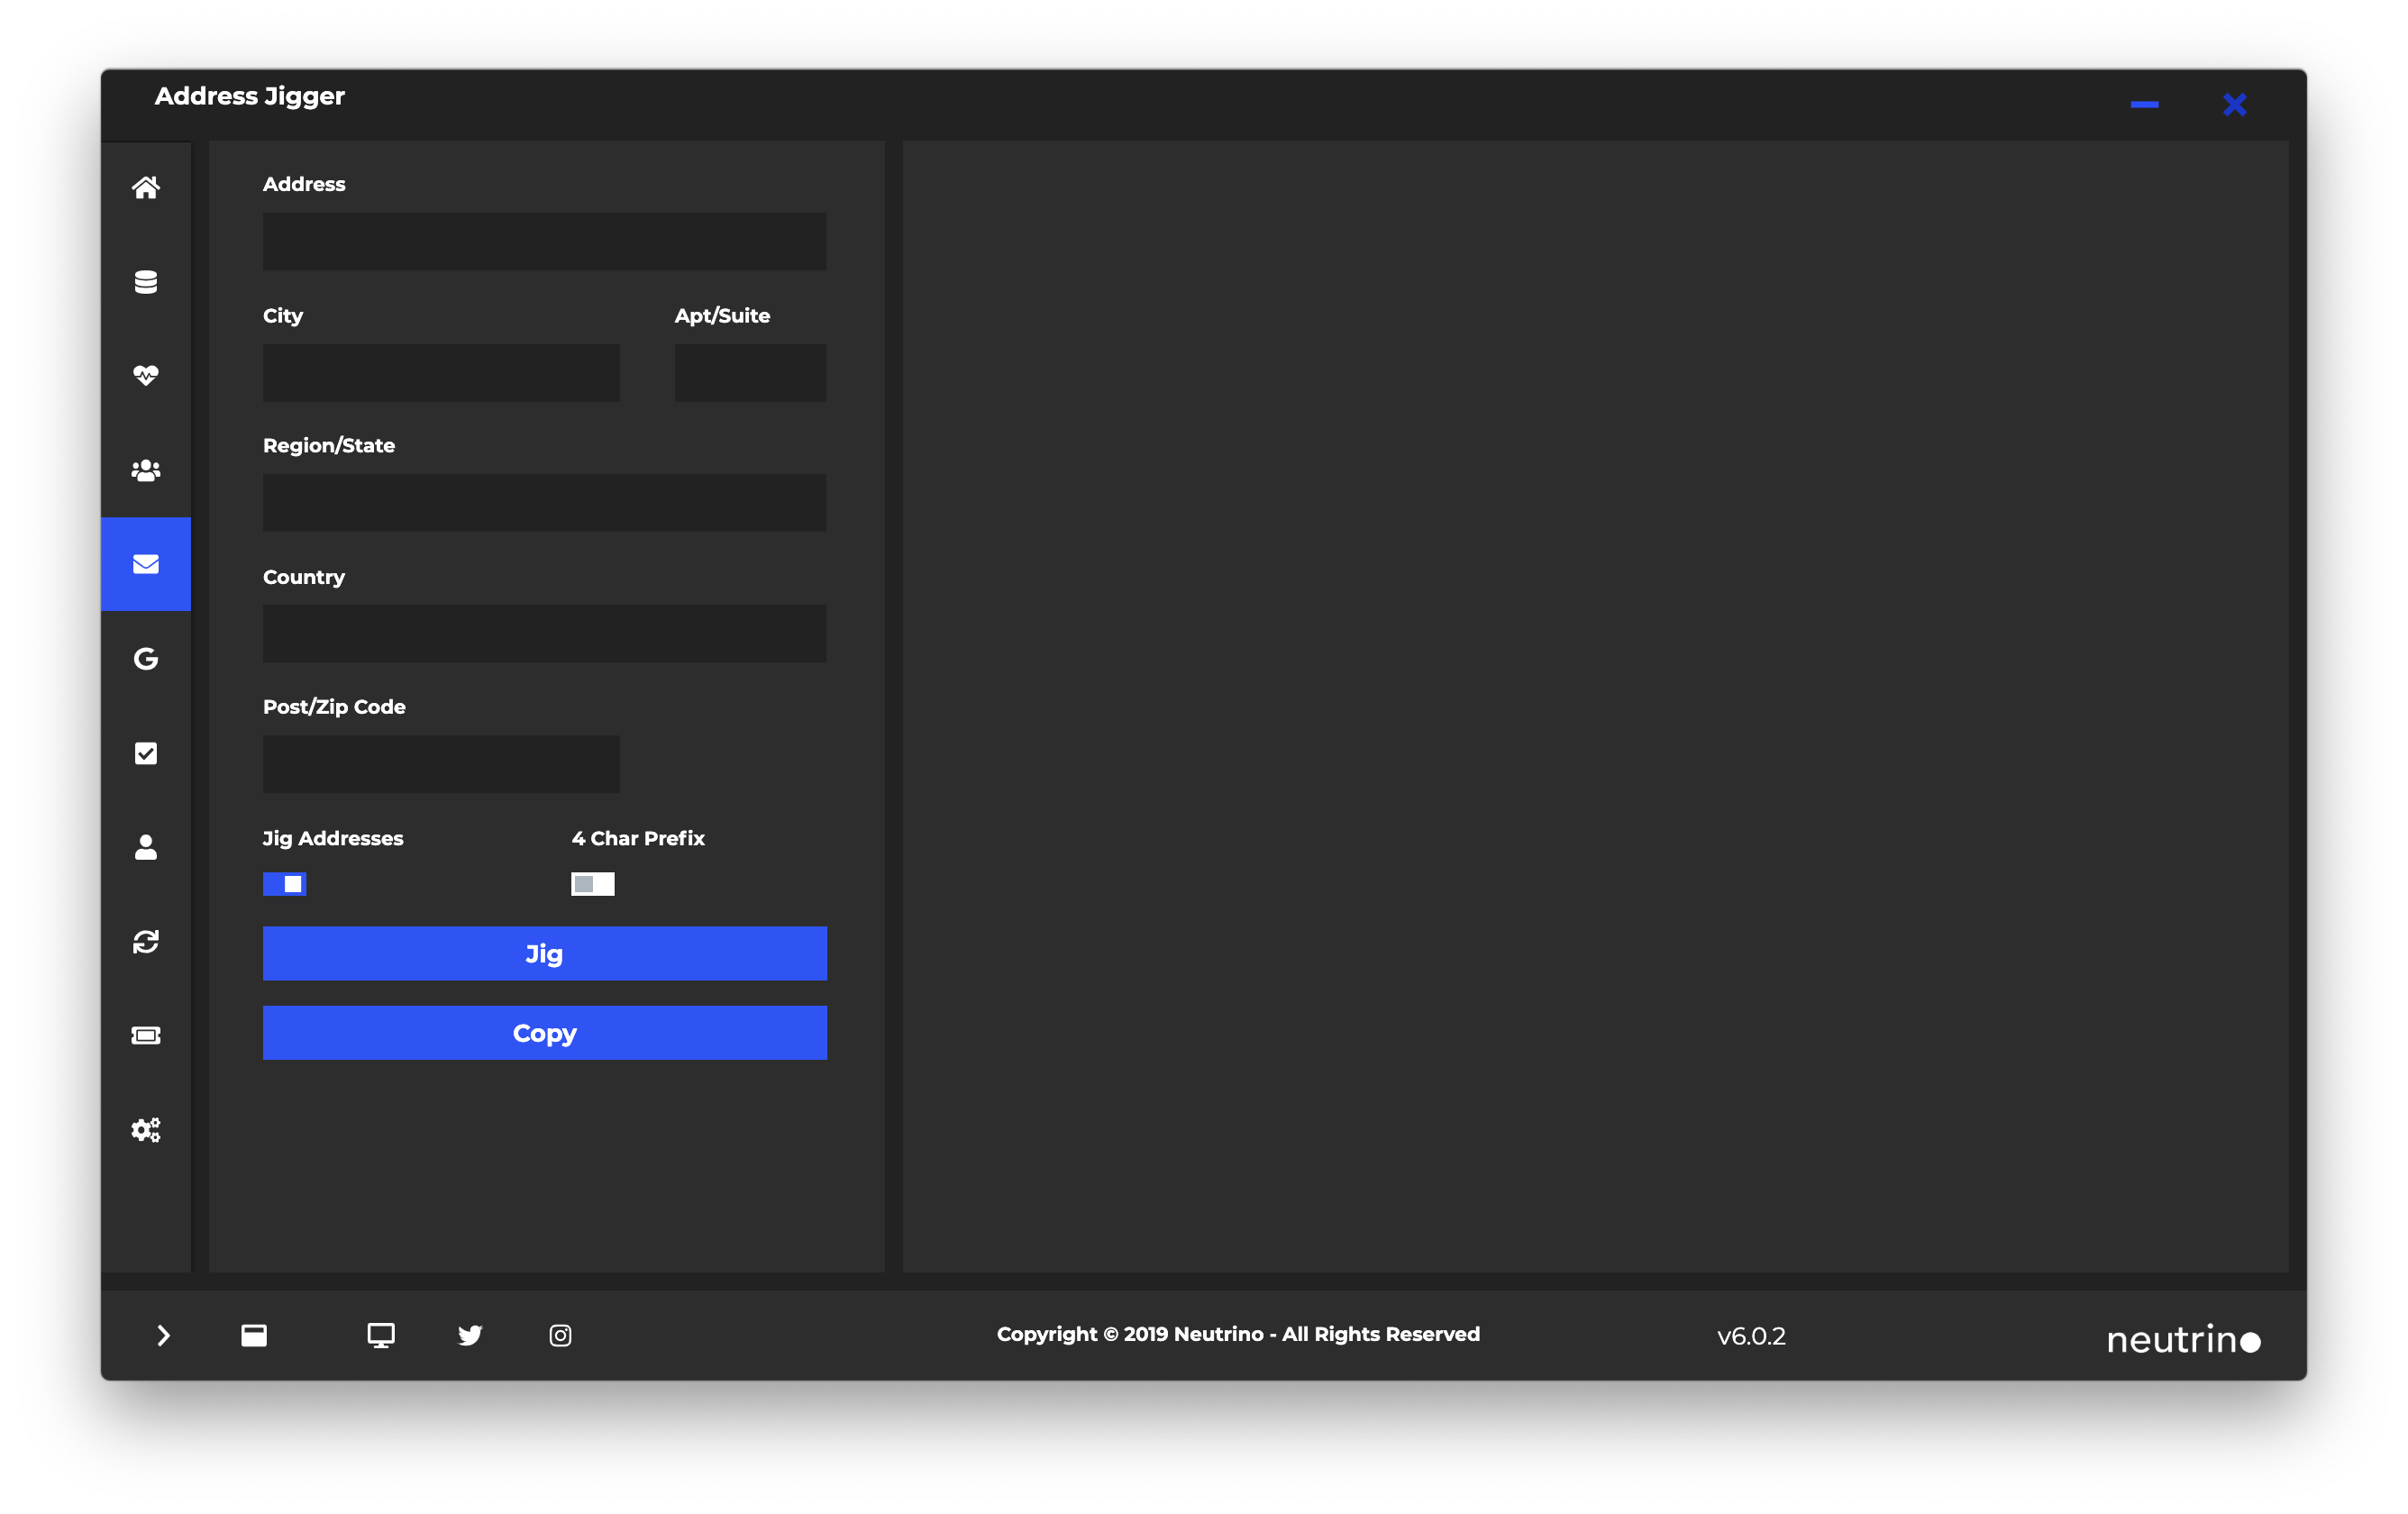 Address Jigger
Address
City
Apt/Suite
Region/State
Country
Post/Zip Code
Jig Addresses
4 Char Prefix
Jig
Copy
Copyright © 2019 Neutrino - All Rights Reserved
v6.0.2
neutrino